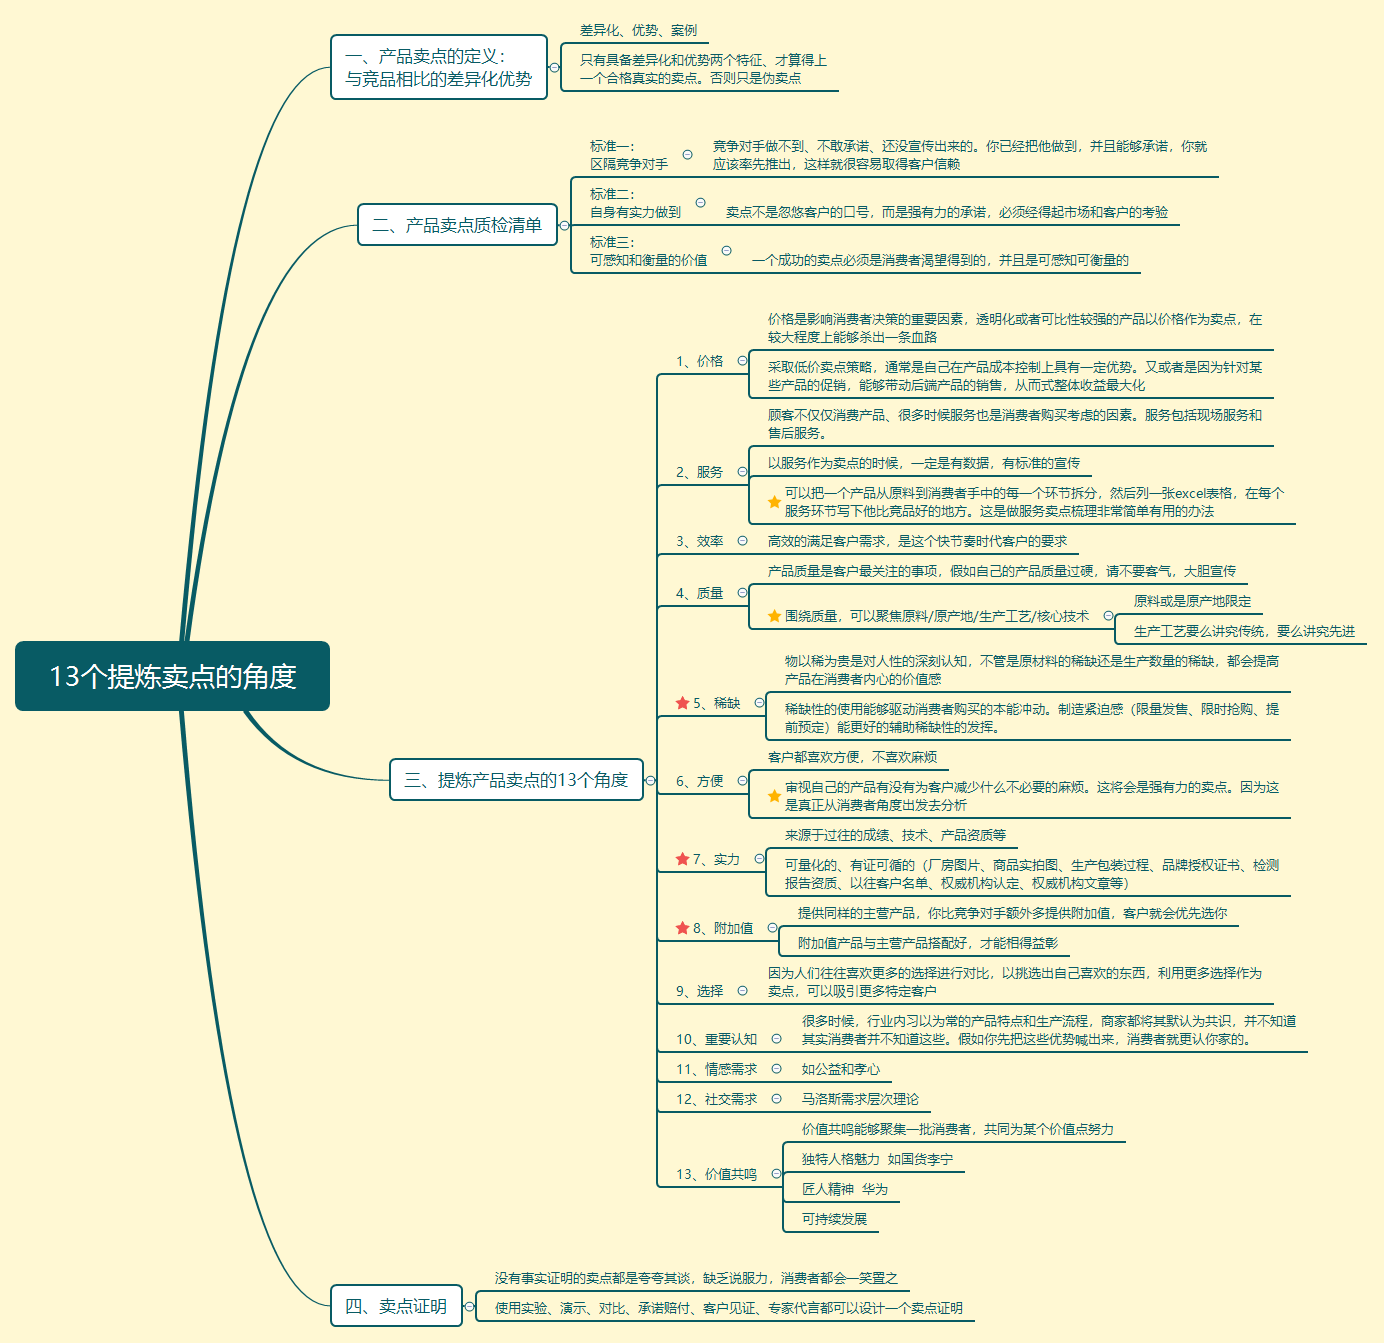 13个提炼卖点的角度
一、产品卖点的定义：
与竞品相比的差异化优势
差异化、优势、案例
只有具备差异化和优势两个特征、才算得上
一个合格真实的卖点。否则只是伪卖点
二、产品卖点质检清单
标准一：
区隔竞争对手
竞争对手做不到、不敢承诺、还没宣传出来的。你已经把他做到，并且能够承诺，你就
应该率先推出，这样就很容易取得客户信赖
标准二：
自身有实力做到
卖点不是忽悠客户的口号，而是强有力的承诺，必须经得起市场和客户的考验
标准三：
可感知和衡量的价值
一个成功的卖点必须是消费者渴望得到的，并且是可感知可衡量的
三、提炼产品卖点的13个角度
1、价格
价格是影响消费者决策的重要因素，透明化或者可比性较强的产品以价格作为卖点，在
较大程度上能够杀出一条血路
采取低价卖点策略，通常是自己在产品成本控制上具有一定优势。又或者是因为针对某
些产品的促销，能够带动后端产品的销售，从而式整体收益最大化
2、服务
顾客不仅仅消费产品、很多时候服务也是消费者购买考虑的因素。服务包括现场服务和
售后服务。
以服务作为卖点的时候，一定是有数据，有标准的宣传
可以把一个产品从原料到消费者手中的每一个环节拆分，然后列一张excel表格，在每个
服务环节写下他比竞品好的地方。这是做服务卖点梳理非常简单有用的办法
3、效率
高效的满足客户需求，是这个快节奏时代客户的要求
4、质量
产品质量是客户最关注的事项，假如自己的产品质量过硬，请不要客气，大胆宣传
围绕质量，可以聚焦原料/原产地/生产工艺/核心技术
原料或是原产地限定
生产工艺要么讲究传统，要么讲究先进
5、稀缺
物以稀为贵是对人性的深刻认知，不管是原材料的稀缺还是生产数量的稀缺，都会提高
产品在消费者内心的价值感
稀缺性的使用能够驱动消费者购买的本能冲动。制造紧迫感（限量发售、限时抢购、提
前预定）能更好的辅助稀缺性的发挥。
6、方便
客户都喜欢方便，不喜欢麻烦
审视自己的产品有没有为客户减少什么不必要的麻烦。这将会是强有力的卖点。因为这
是真正从消费者角度出发去分析
7、实力
来源于过往的成绩、技术、产品资质等
可量化的、有证可循的（厂房图片、商品实拍图、生产包装过程、品牌授权证书、检测
报告资质、以往客户名单、权威机构认定、权威机构文章等）
8、附加值
提供同样的主营产品，你比竞争对手额外多提供附加值，客户就会优先选你
附加值产品与主营产品搭配好，才能相得益彰
9、选择
因为人们往往喜欢更多的选择进行对比，以挑选出自己喜欢的东西，利用更多选择作为
卖点，可以吸引更多特定客户
10、重要认知
很多时候，行业内习以为常的产品特点和生产流程，商家都将其默认为共识，并不知道
其实消费者并不知道这些。假如你先把这些优势喊出来，消费者就更认你家的。
11、情感需求
如公益和孝心
12、社交需求
马洛斯需求层次理论
13、价值共鸣
价值共鸣能够聚集一批消费者，共同为某个价值点努力
独特人格魅力 如国货李宁
匠人精神 华为
可持续发展
四、卖点证明
没有事实证明的卖点都是夸夸其谈，缺乏说服力，消费者都会一笑置之
使用实验、演示、对比、承诺赔付、客户见证、专家代言都可以设计一个卖点证明